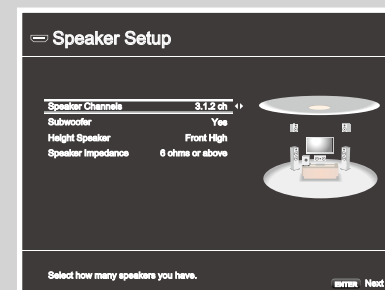 Speaker Setup
Speaker Channels 3.1.2 ch
Subwoofer Yes
Height Speaker Front High
Speaker Impedance 6 ohms or above
Select how many speakers you have.
ENTER Next